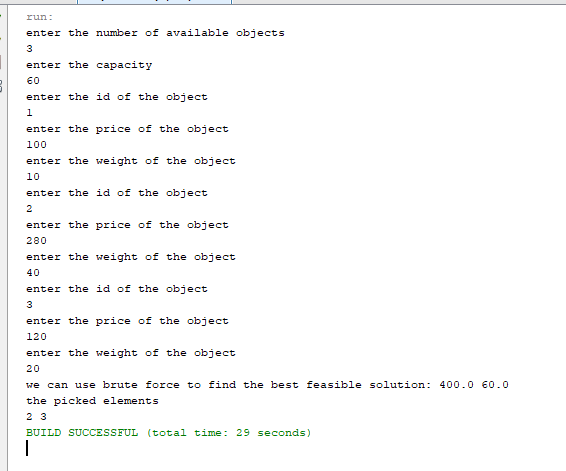 run:
enter the number of available objects
3
enter the capacity
60
enter the id of the object
1
enter the price of the object
100
enter the weight of the object
10
enter the id of the object
2
enter the price of the object
280
enter the weight of the object
40
enter the id of the object
3
enter the price of the object
120
enter the weight of the object
20
we can use brute force to find the best feasible solution: 400.0 60.0
the picked elements
2 3
BUILD SUCCESSFUL (total time: 29 seconds)